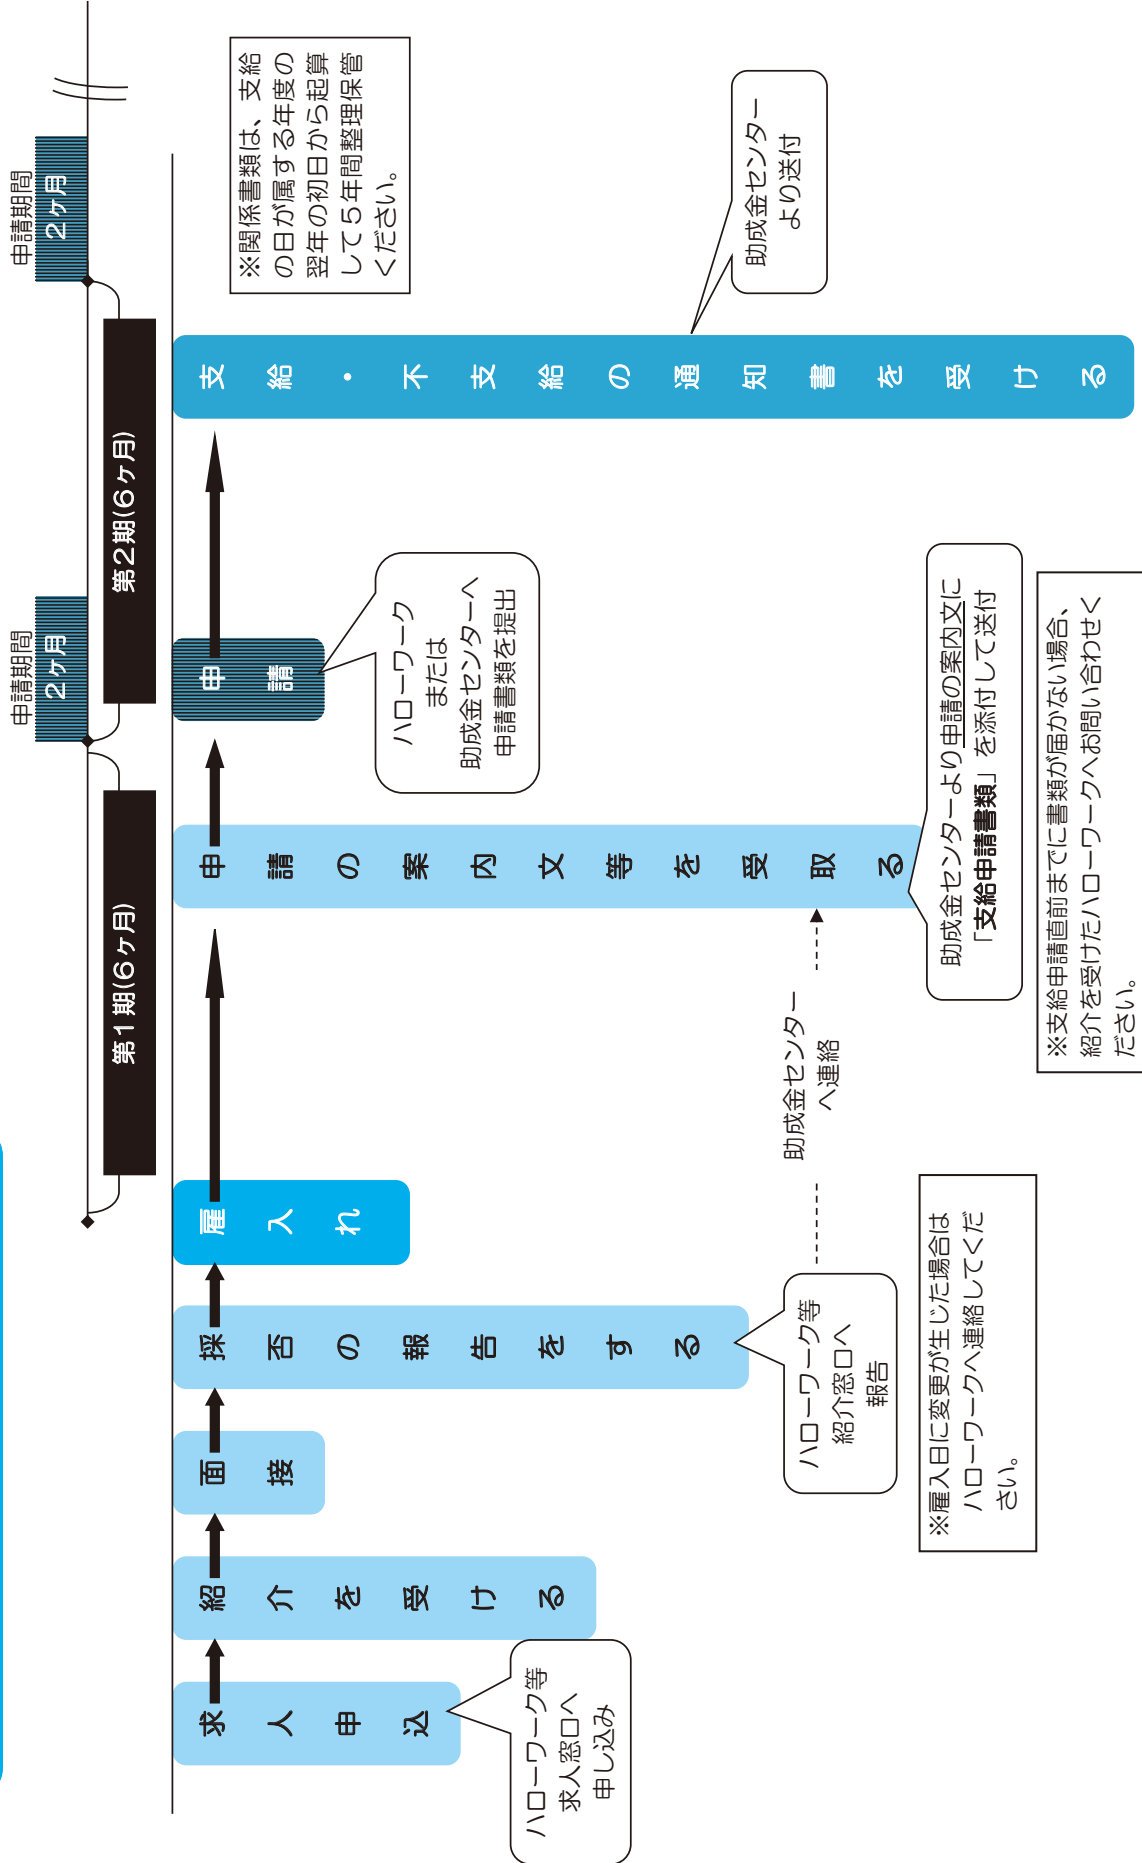 申請期間
2ヶ月
申請期間
2ヶ月
第1期(6ヶ月)
第2期(6ヶ月)
求人申込
ハローワーク等
求人窓口へ
申し込み
紹介を受ける
面接
採否の報告をする
ハローワーク等
紹介窓口へ
報告
※雇入日に変更が生じた場合は
ハローワークへ連絡してくだ
さい。
雇入れ
助成金センター
へ連絡
申請の案内文等を受取る
助成金センターより申請の案内文に
「支給申請書類」を添付して送付
※支給申請直前までに書類が届かない場合、
紹介を受けたハローワークへお問い合わせく
ださい。
申請
ハローワーク
または
助成金センターへ
申請書類を提出
支給・不支給の通知書を受ける
助成金センター
より送付
※関係書類は、支給
の日が属する年度の
翌年の初日から起算
して5年間整理保管
ください。